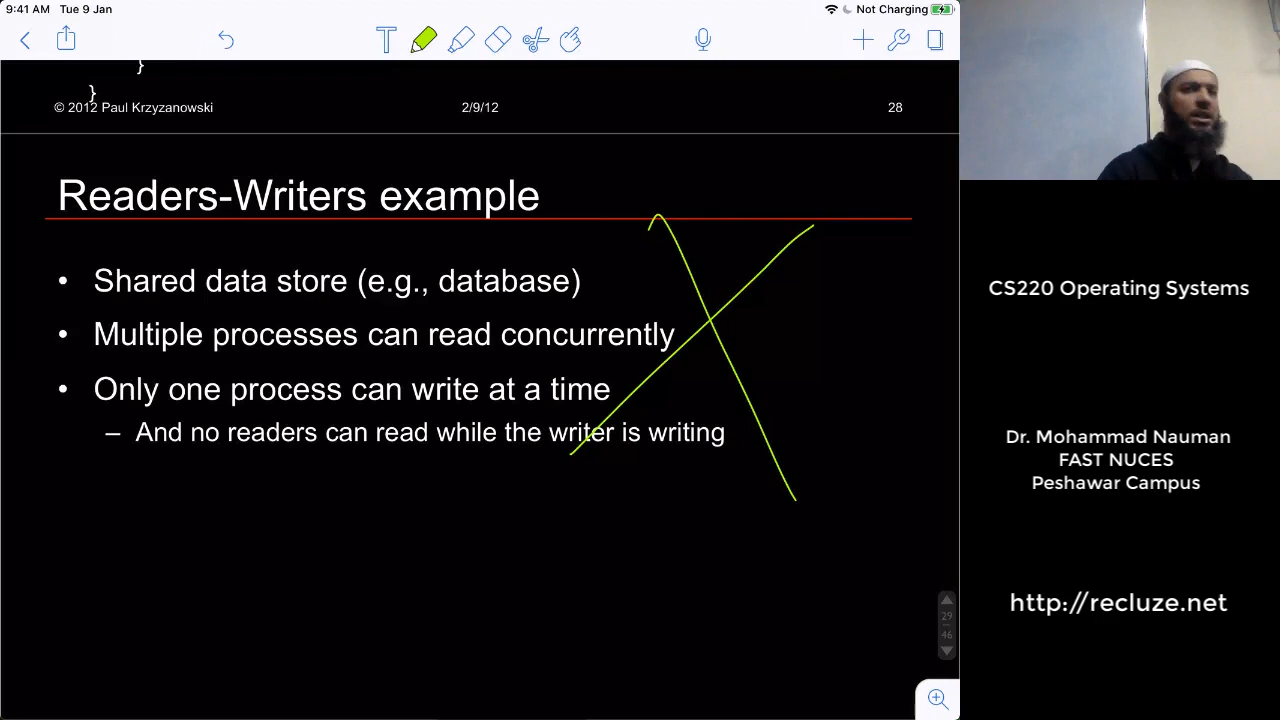 9:41 AM Tue 9 Jan
Not Charging
T
}
}
© 2012 Paul Krzyzanowski 2/9/12 28
Readers-Writers example
• Shared data store (e.g., database)
• Multiple processes can read concurrently
• Only one process can write at a time
– And no readers can read while the writer is writing
29
46
CS220 Operating Systems
Dr. Mohammad Nauman
FAST NUCES
Peshawar Campus
http://recluze.net